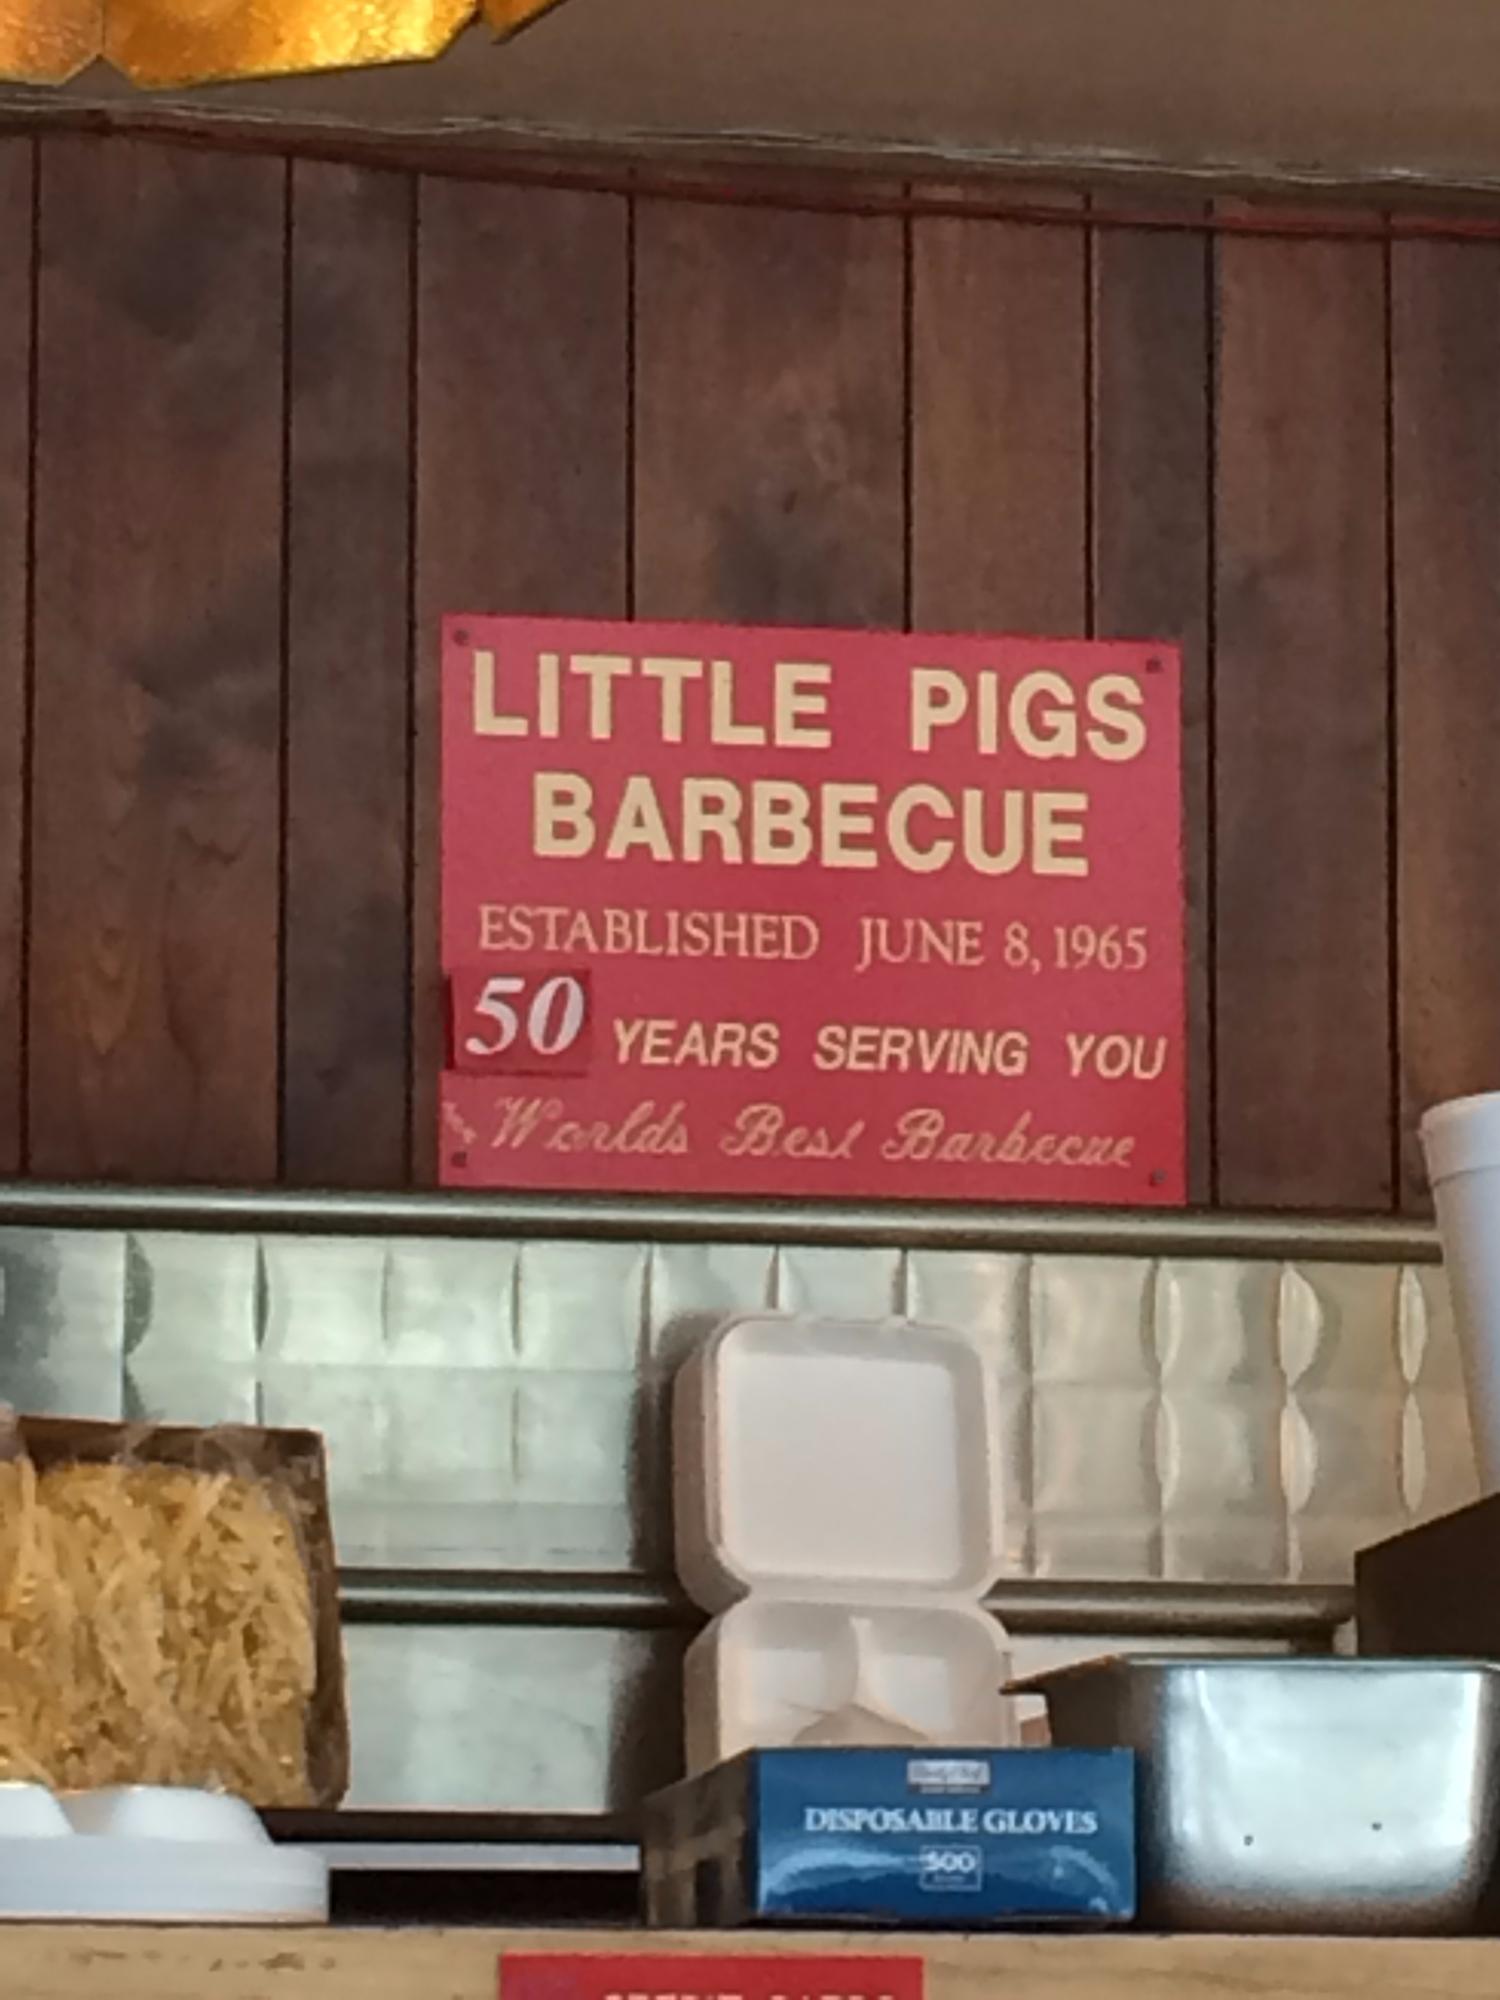 LITTLE PIGS
BARBECUE
ESTABLISHED JUNE 8, 1965
50 YEARS SERVING YOU
Worlds Best Barbecue
DISPOSABLE GLOVES
500